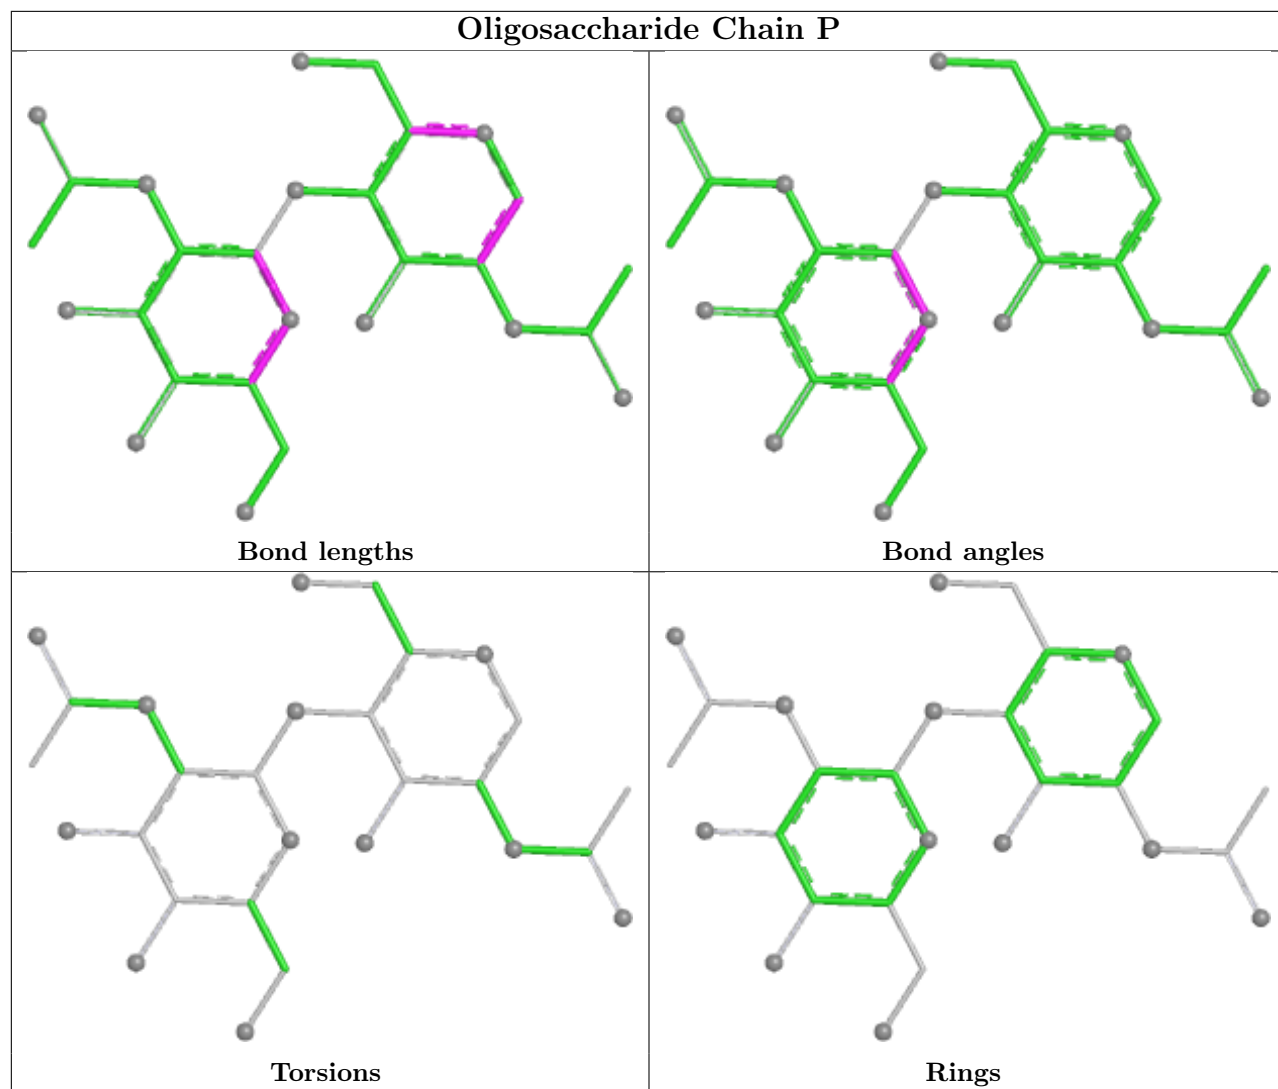 Oligosaccharide Chain P
Bond lengths
Bond angles
Torsions
Rings